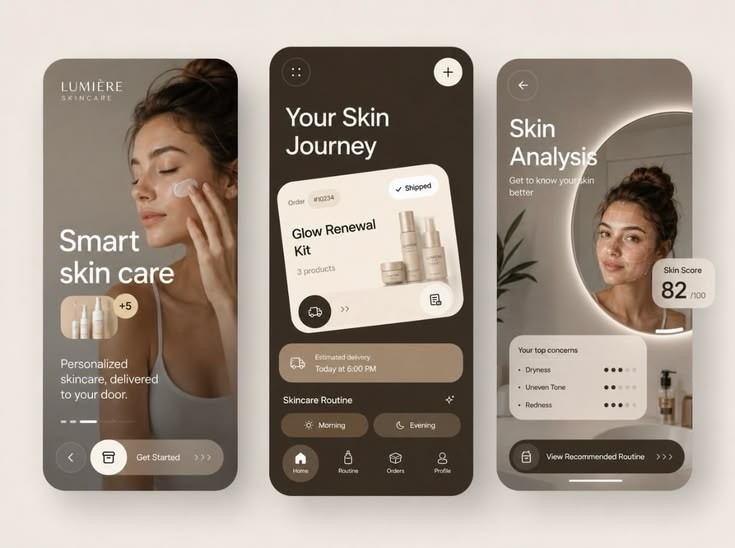 LUMIÈRE
SKINCARE
Smart
skin care
+5
Personalized
skincare, delivered
to your door.
Get Started
Your Skin
Journey
Order #10234
Shipped
Glow Renewal
Kit
3 products
Estimated delivery
Today at 6:00 PM
Skincare Routine
Morning
Evening
Home
Routine
Orders
Profile
Skin
Analysis
Get to know your skin
better
Skin Score
82 /100
Your top concerns
• Dryness
• Uneven Tone
• Redness
View Recommended Routine